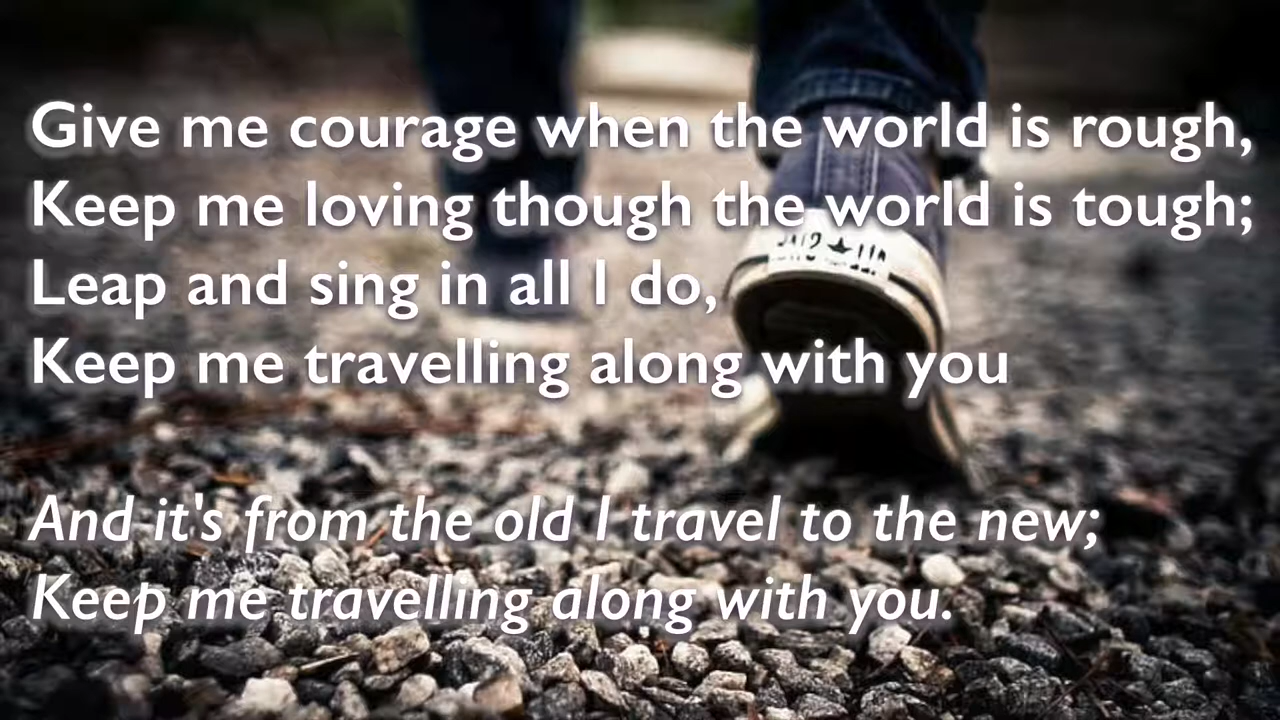 Give me courage when the world is rough,
Keep me loving though the world is tough;
Leap and sing in all I do,
Keep me travelling along with you
And it's from the old I travel to the new;
Keep me travelling along with you.